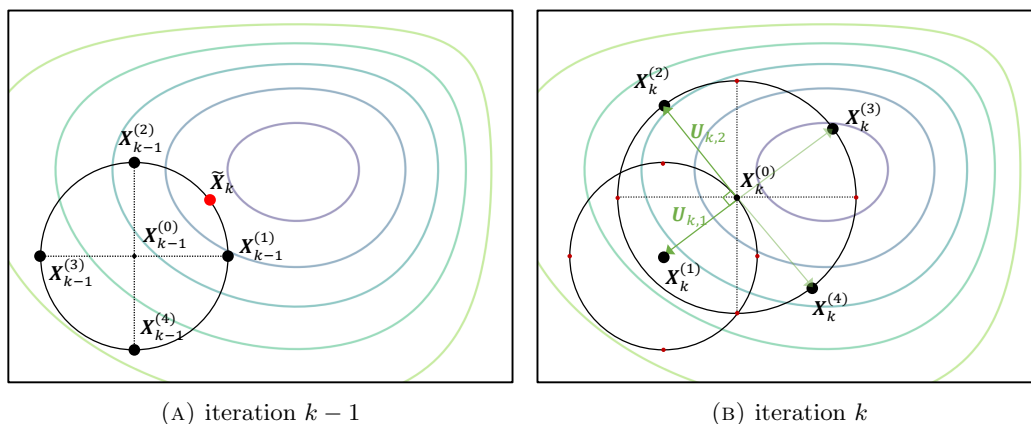 X_{k-1}^{(2)}
X̃_k
X_{k-1}^{(0)}
X_{k-1}^{(1)}
X_{k-1}^{(3)}
X_{k-1}^{(4)}
(A) iteration k − 1
X_k^{(2)}
X_k^{(3)}
U_{k,2}
X_k^{(0)}
U_{k,1}
X_k^{(1)}
X_k^{(4)}
(B) iteration k